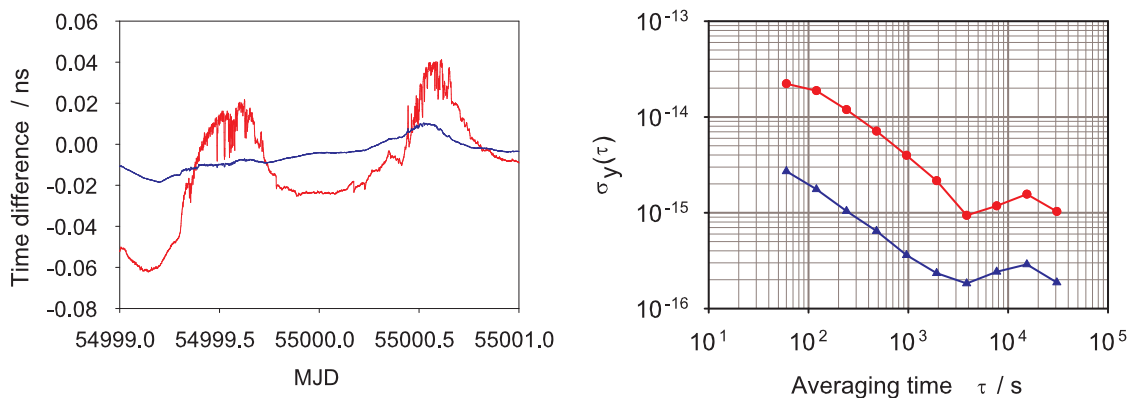 Time difference / ns
0.06
0.04
0.02
0.00
-0.02
-0.04
-0.06
-0.08
54999.0 54999.5 55000.0 55000.5 55001.0
MJD
σy(τ)
10-13
10-14
10-15
10-16
101 102 103 104 105
Averaging time τ / s